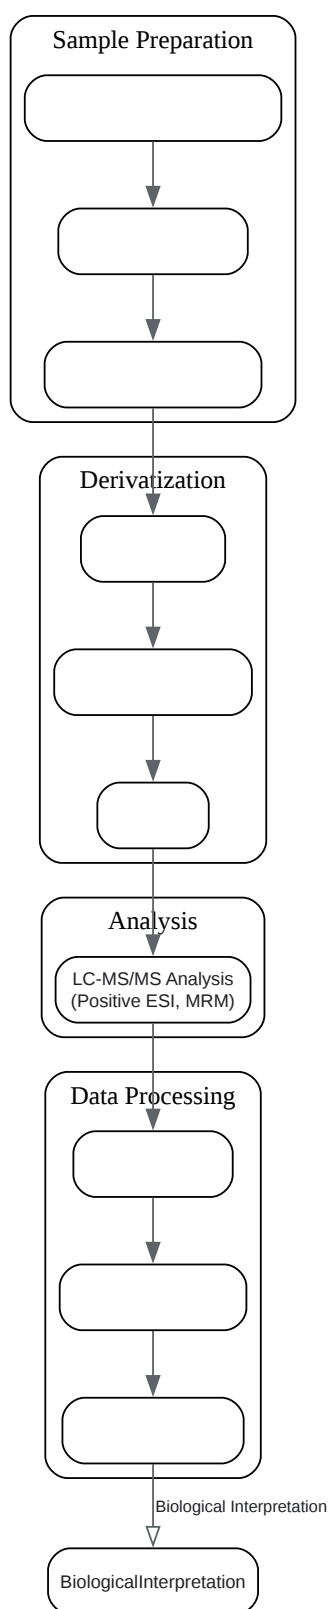 Sample Preparation
Derivatization
Analysis
LC-MS/MS Analysis
(Positive ESI, MRM)
Data Processing
Biological Interpretation
BiologicalInterpretation